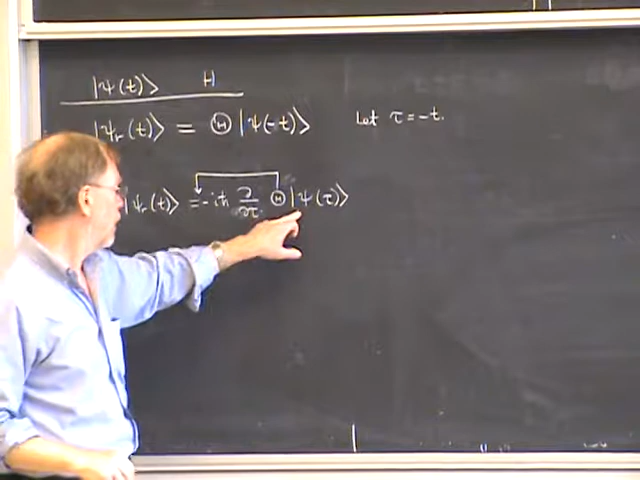 |ψ(t)⟩ H
|ψᵣ(t)⟩ = Θ |ψ(-t)⟩ Let τ = -t.
|ψᵣ(t)⟩ = -iħ ∂/∂τ Θ |ψ(τ)⟩